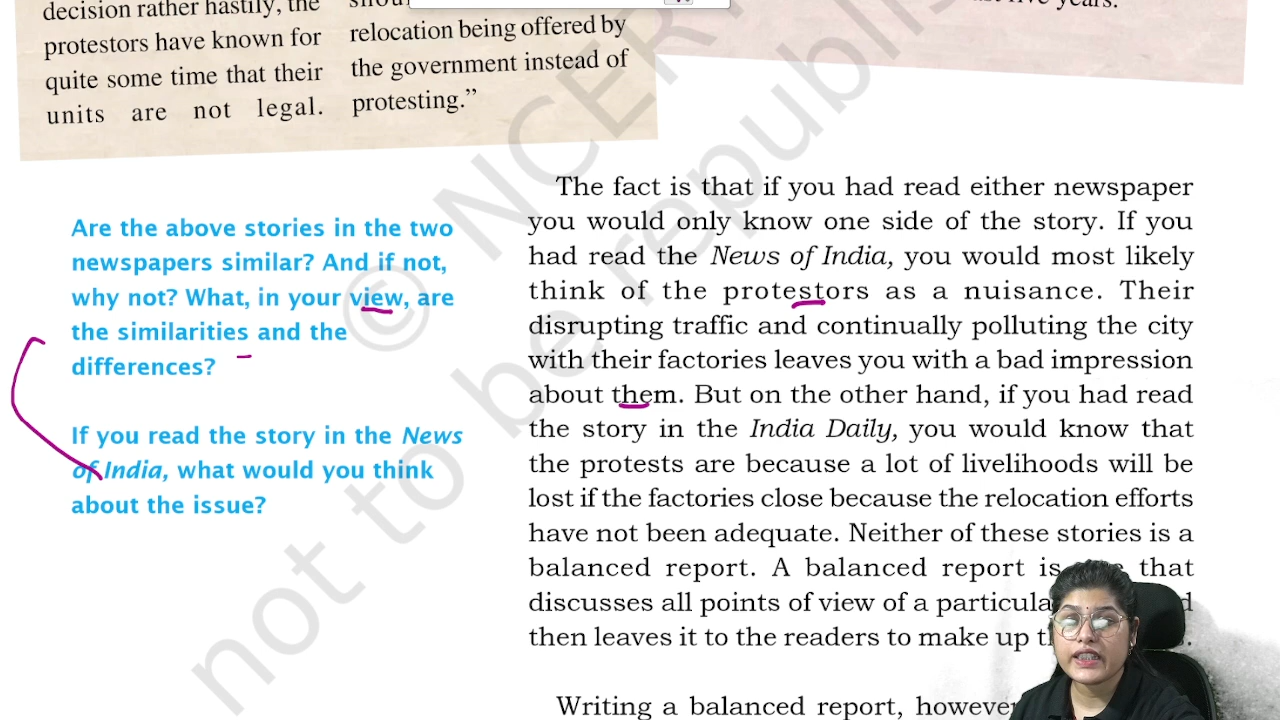 decision rather hastily, the
protestors have known for
quite some time that their
units are not legal.
relocation being offered by
the government instead of
protesting.”
years.
Are the above stories in the two
newspapers similar? And if not,
why not? What, in your view, are
the similarities and the
differences?
If you read the story in the News
of India, what would you think
about the issue?
The fact is that if you had read either newspaper
you would only know one side of the story. If you
had read the News of India, you would most likely
think of the protestors as a nuisance. Their
disrupting traffic and continually polluting the city
with their factories leaves you with a bad impression
about them. But on the other hand, if you had read
the story in the India Daily, you would know that
the protests are because a lot of livelihoods will be
lost if the factories close because the relocation efforts
have not been adequate. Neither of these stories is a
balanced report. A balanced report is that
discusses all points of view of a
then leaves it to the readers to make up
Writing a balanced report,
© NCERT
not to be republis